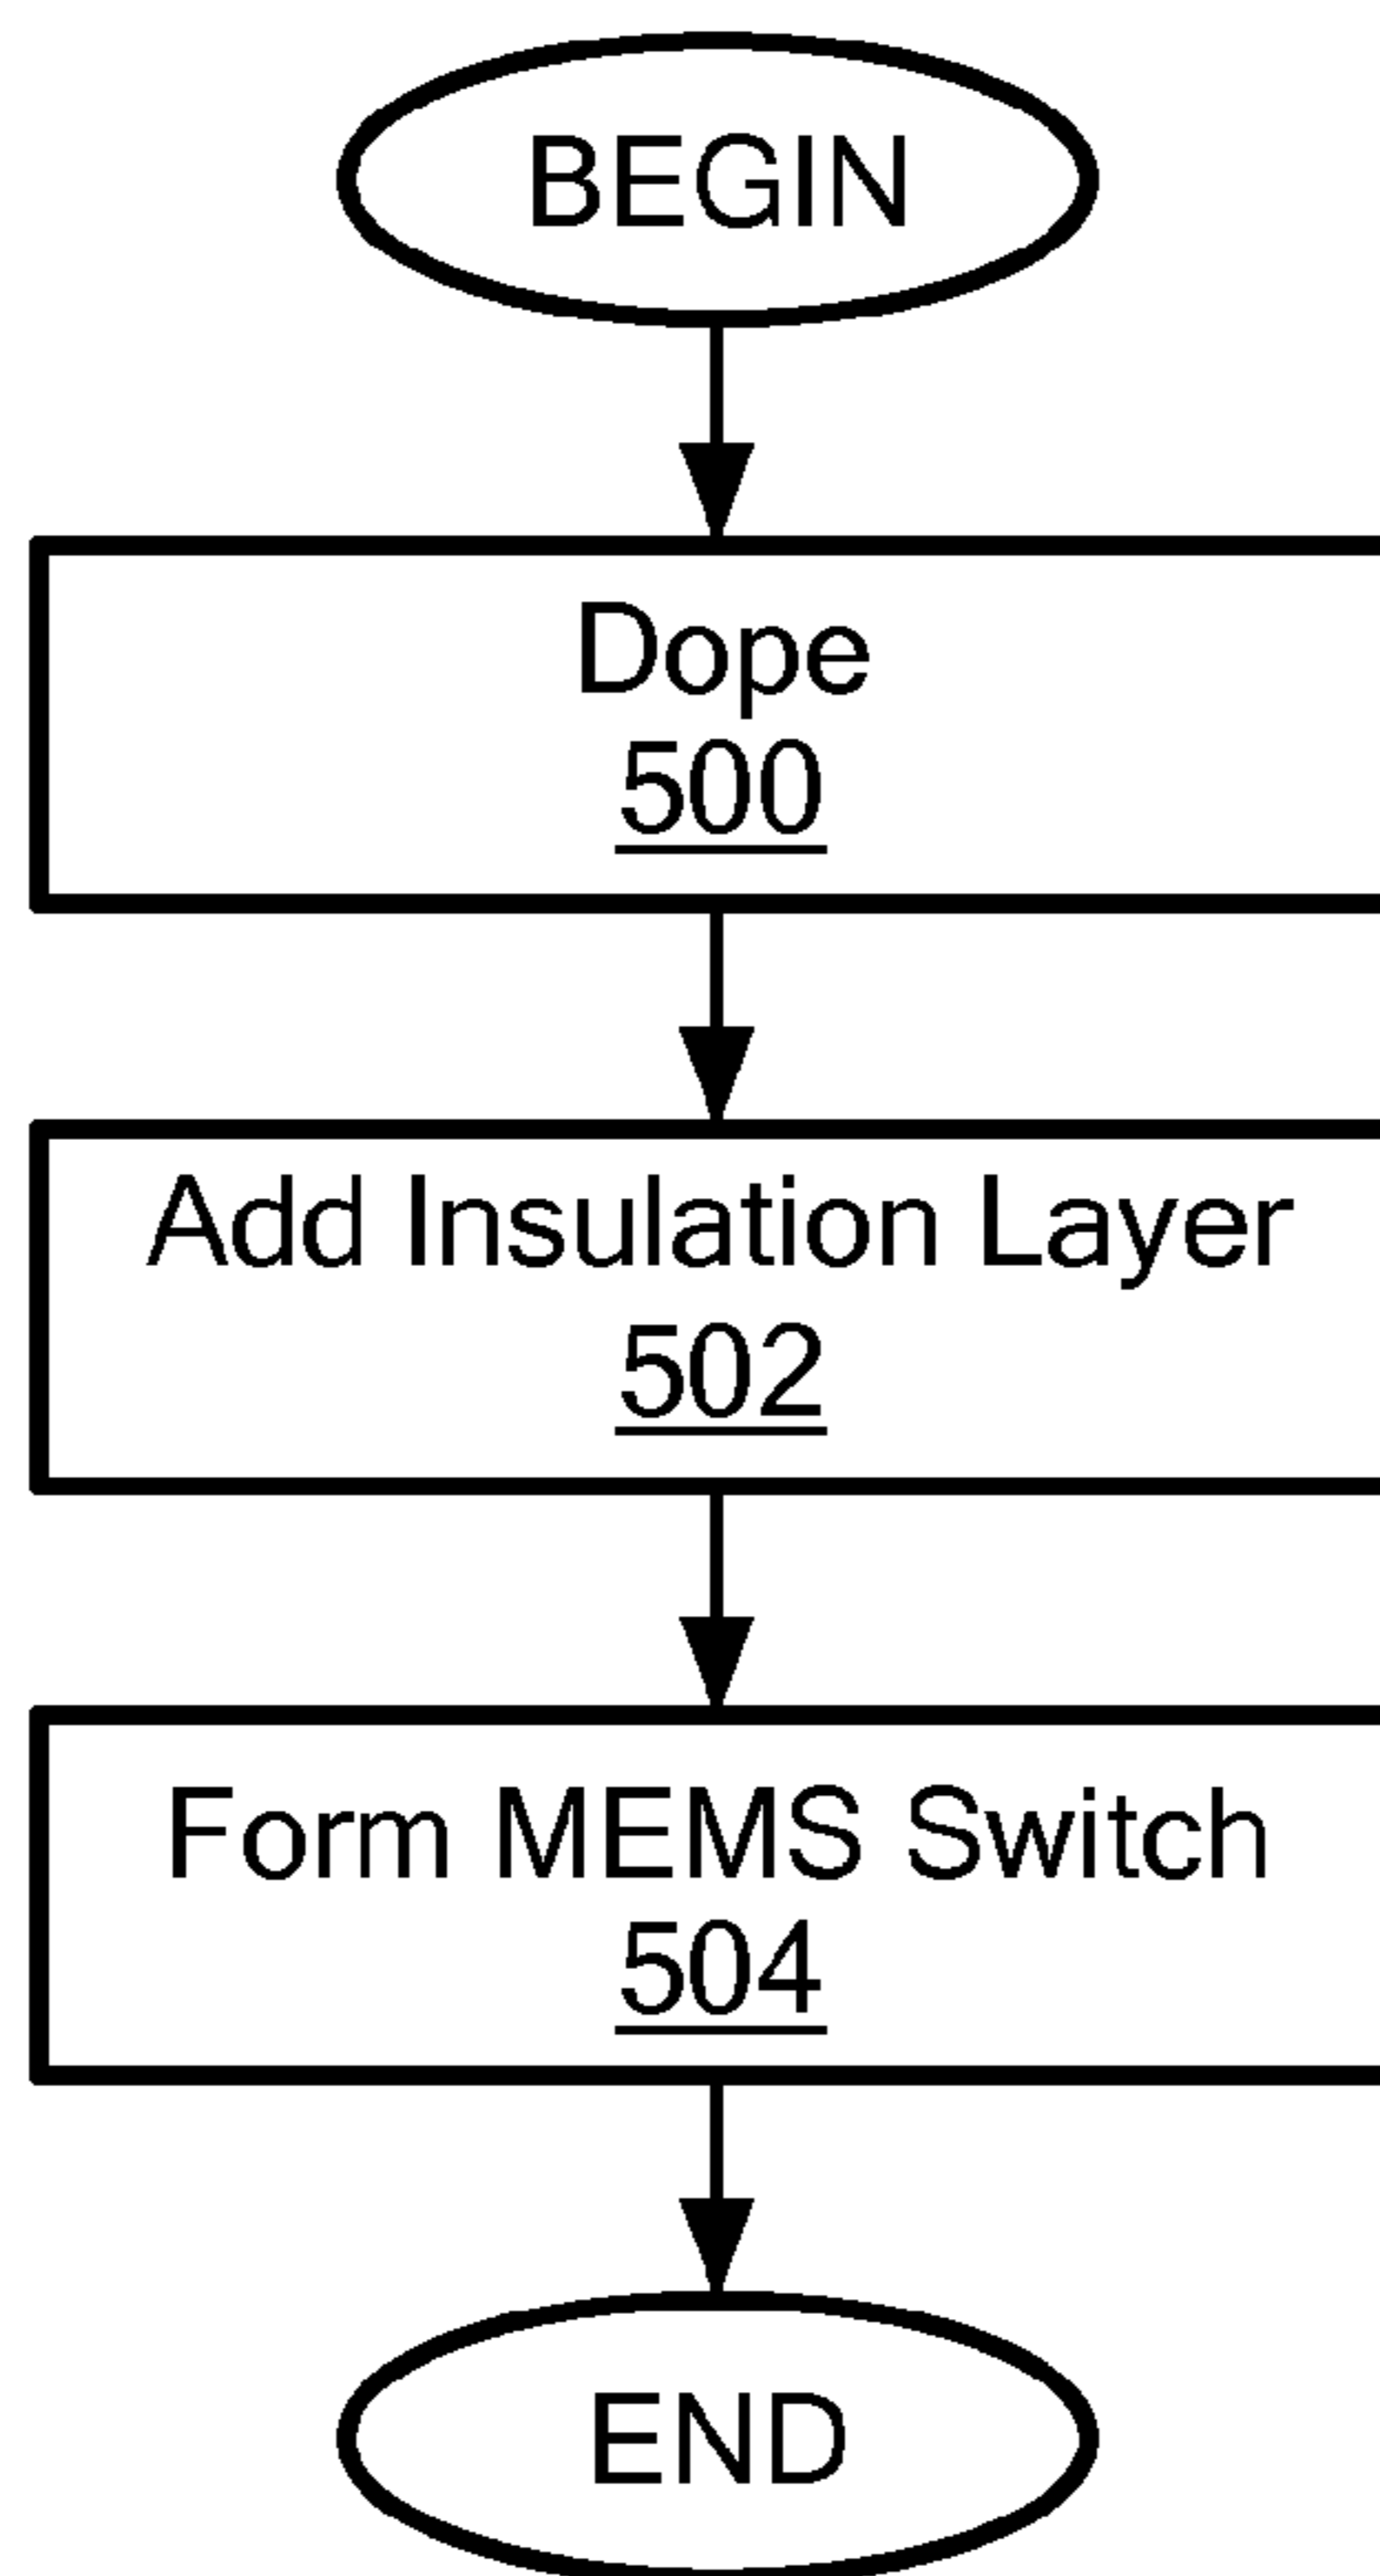 BEGIN
Dope
500
Add Insulation Layer
502
Form MEMS Switch
504
END